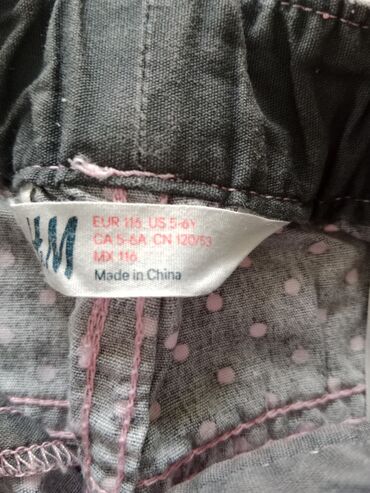 H&M
EUR 116 US 5-6Y
CA 5-6A CN 120/53
MX 116
Made in China